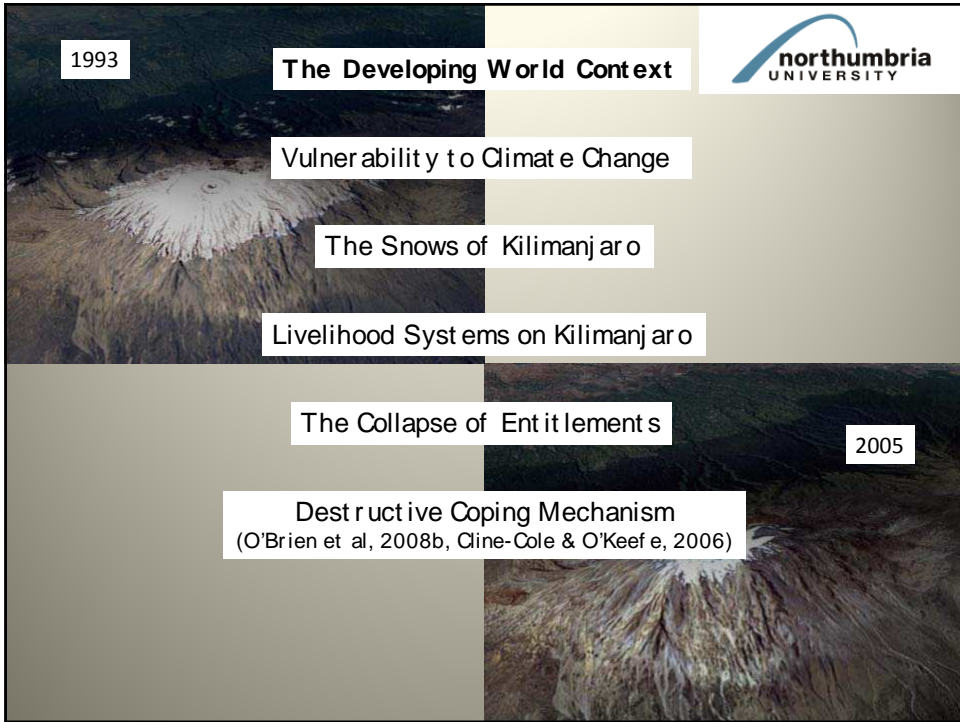 1993
The Developing World Context
northumbria
UNIVERSITY
Vulnerability to Climate Change
The Snows of Kilimanjaro
Livelihood Systems on Kilimanjaro
The Collapse of Entitlements
2005
Destructive Coping Mechanism
(O'Brien et al, 2008b, Cline-Cole & O'Keefe, 2006)